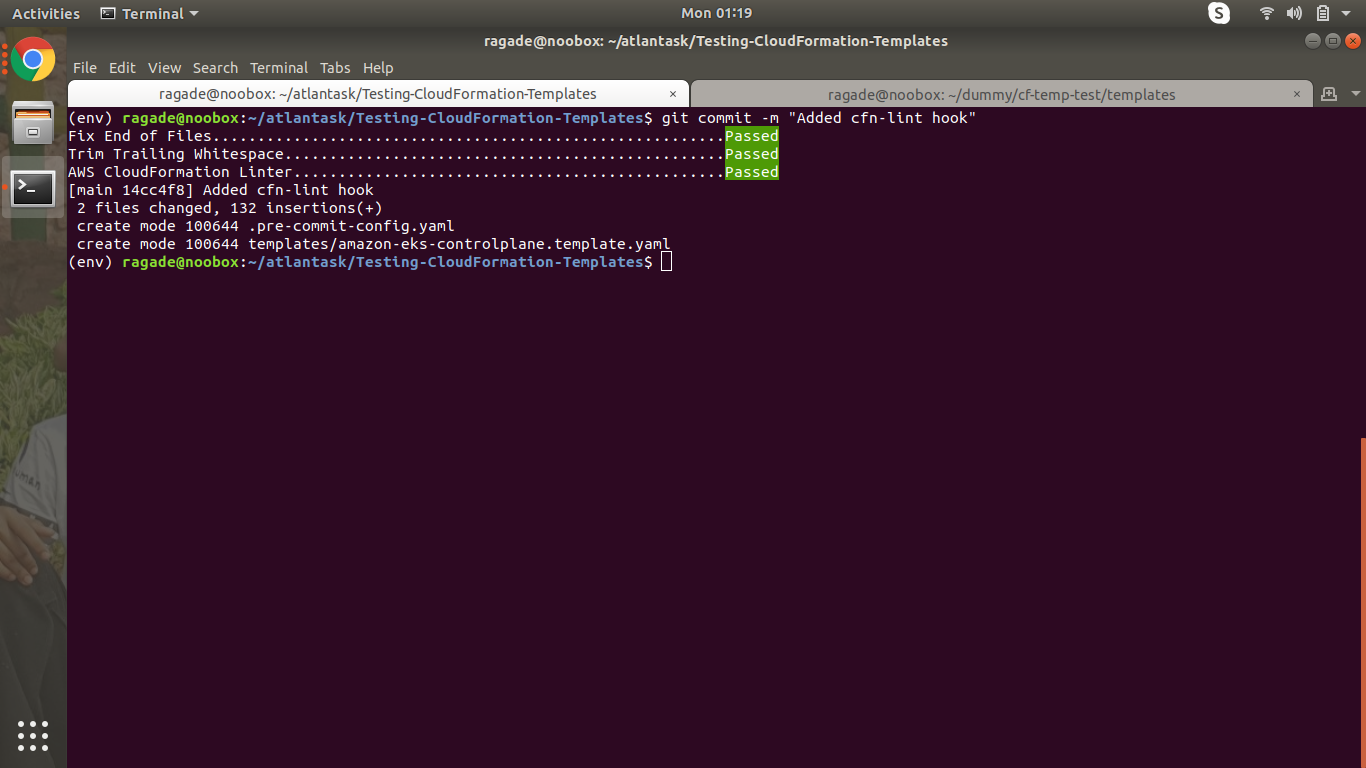 Activities Terminal Mon 01:19 S
ragade@noobox: ~/atlantask/Testing-CloudFormation-Templates
File Edit View Search Terminal Tabs Help
ragade@noobox: ~/atlantask/Testing-CloudFormation-Templates × ragade@noobox: ~/dummy/cf-temp-test/templates ×
(env) ragade@noobox:~/atlantask/Testing-CloudFormation-Templates$ git commit -m "Added cfn-lint hook"
Fix End of Files.........................................................Passed
Trim Trailing Whitespace.................................................Passed
AWS CloudFormation Linter................................................Passed
[main 14cc4f8] Added cfn-lint hook
 2 files changed, 132 insertions(+)
 create mode 100644 .pre-commit-config.yaml
 create mode 100644 templates/amazon-eks-controlplane.template.yaml
(env) ragade@noobox:~/atlantask/Testing-CloudFormation-Templates$